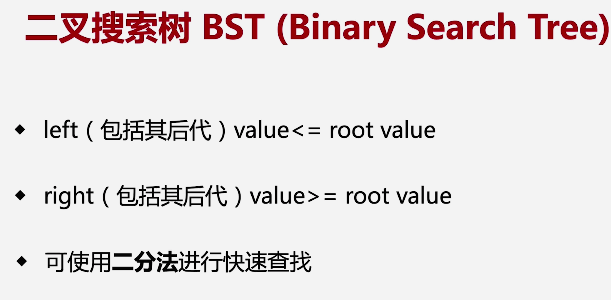 二叉搜索树 BST (Binary Search Tree)
◆ left（包括其后代）value<= root value
◆ right（包括其后代）value>= root value
◆ 可使用二分法进行快速查找